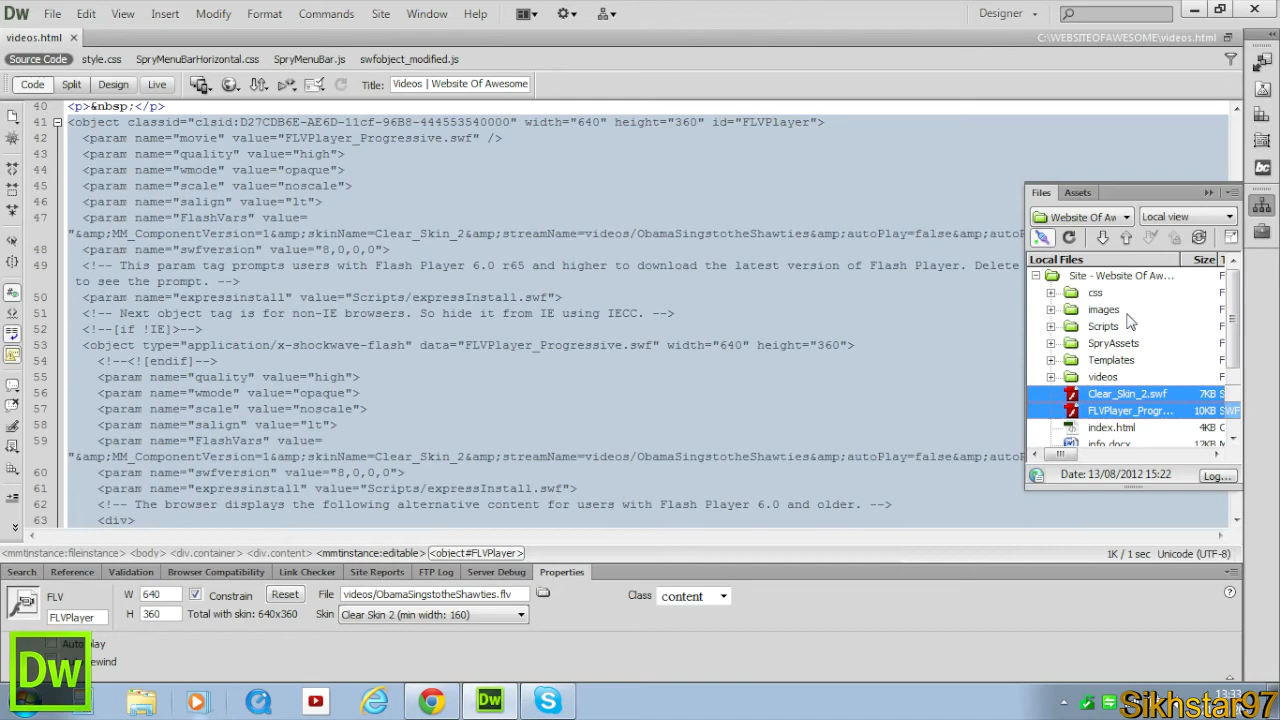 Dw File Edit View Insert Modify Format Commands Site Window Help Designer
videos.html C:\WEBSITEOFAWESOME\videos.html
Source Code style.css SpryMenuBarHorizontal.css SpryMenuBar.js swfobject_modified.js
Code Split Design Live Title: Videos | Website Of Awesome
40 <p>&nbsp;</p>
41 <object classid="clsid:D27CDB6E-AE6D-11cf-96B8-444553540000" width="640" height="360" id="FLVPlayer">
42 <param name="movie" value="FLVPlayer_Progressive.swf" />
43 <param name="quality" value="high">
44 <param name="wmode" value="opaque">
45 <param name="scale" value="noscale">
46 <param name="salign" value="lt">
47 <param name="FlashVars" value=
"&amp;MM_ComponentVersion=1&amp;skinName=Clear_Skin_2&amp;streamName=videos/ObamaSingstotheShawties&amp;autoPlay=false&amp;auto
48 <param name="swfversion" value="8,0,0,0">
49 <!-- This param tag prompts users with Flash Player 6.0 r65 and higher to download the latest version of Flash Player. Delete
to see the prompt. -->
50 <param name="expressinstall" value="Scripts/expressInstall.swf">
51 <!-- Next object tag is for non-IE browsers. So hide it from IE using IECC. -->
52 <!--[if !IE]>-->
53 <object type="application/x-shockwave-flash" data="FLVPlayer_Progressive.swf" width="640" height="360">
54 <!--<![endif]-->
55 <param name="quality" value="high">
56 <param name="wmode" value="opaque">
57 <param name="scale" value="noscale">
58 <param name="salign" value="lt">
59 <param name="FlashVars" value=
"&amp;MM_ComponentVersion=1&amp;skinName=Clear_Skin_2&amp;streamName=videos/ObamaSingstotheShawties&amp;autoPlay=false&amp;auto
60 <param name="swfversion" value="8,0,0,0">
61 <param name="expressinstall" value="Scripts/expressInstall.swf">
62 <!-- The browser displays the following alternative content for users with Flash Player 6.0 and older. -->
63 <div>
Files Assets
Website Of Aw Local view
Local Files Size T
Site - Website Of Aw... F
css F
images F
Scripts F
SpryAssets F
Templates F
videos F
Clear_Skin_2.swf 7KB S
FLVPlayer_Progr... 10KB SWF
index.html 4KB C
info.docx 12KB
Date: 13/08/2012 15:22 Log...
<mmtinstance:fileinstance> <body> <div.container> <div.content> <mmtinstance:editable> <object#FLVPlayer> 1K / 1 sec Unicode (UTF-8)
Search Reference Validation Browser Compatibility Link Checker Site Reports FTP Log Server Debug Properties
FLV W 640 Constrain Reset File videos/ObamaSingstotheShawties.flv Class content
FLVPlayer H 360 Total with skin: 640x360 Skin Clear Skin 2 (min width: 160)
Dw
13:33
Sikhstar97